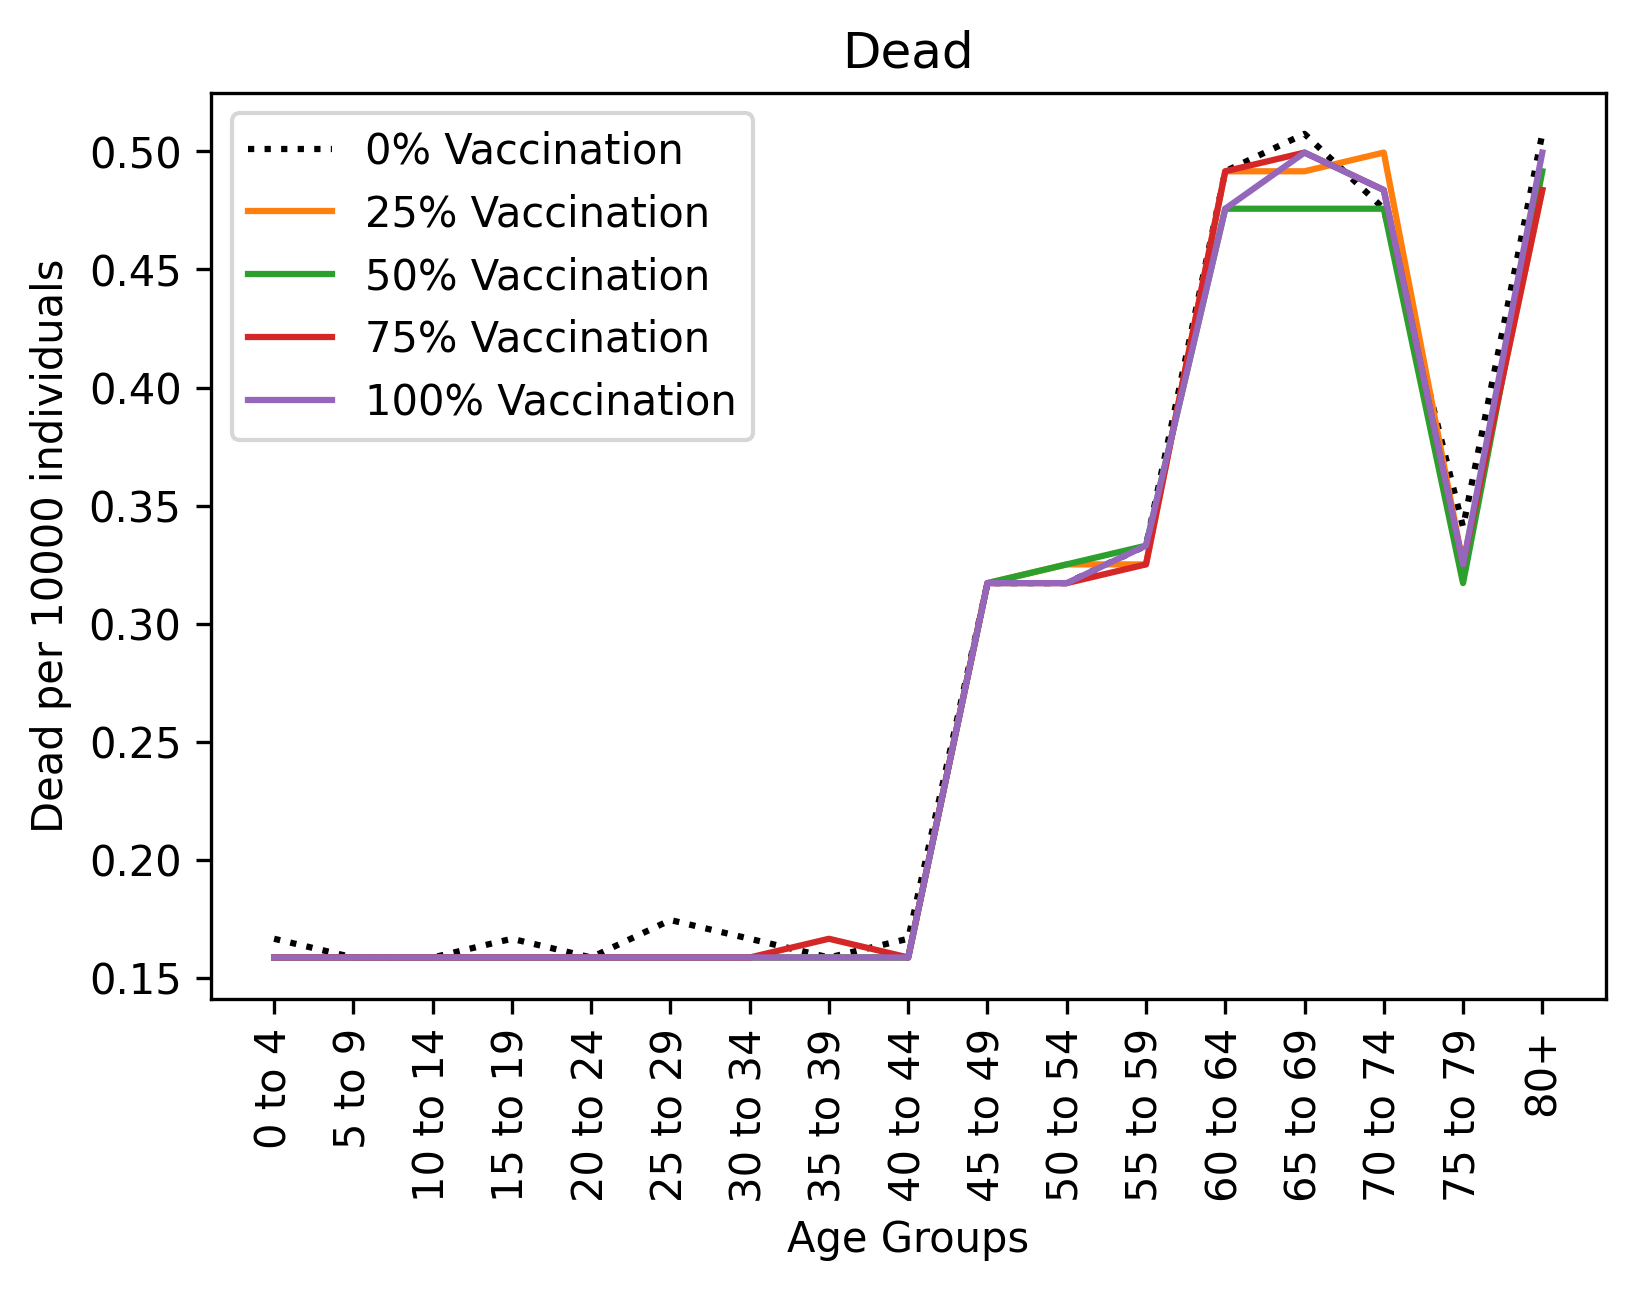 Dead
0% Vaccination
25% Vaccination
50% Vaccination
75% Vaccination
100% Vaccination
0.50
0.45
0.40
0.35
0.30
0.25
0.20
0.15
Dead per 10000 individuals
0 to 4
5 to 9
10 to 14
15 to 19
20 to 24
25 to 29
30 to 34
35 to 39
40 to 44
45 to 49
50 to 54
55 to 59
60 to 64
65 to 69
70 to 74
75 to 79
80+
Age Groups